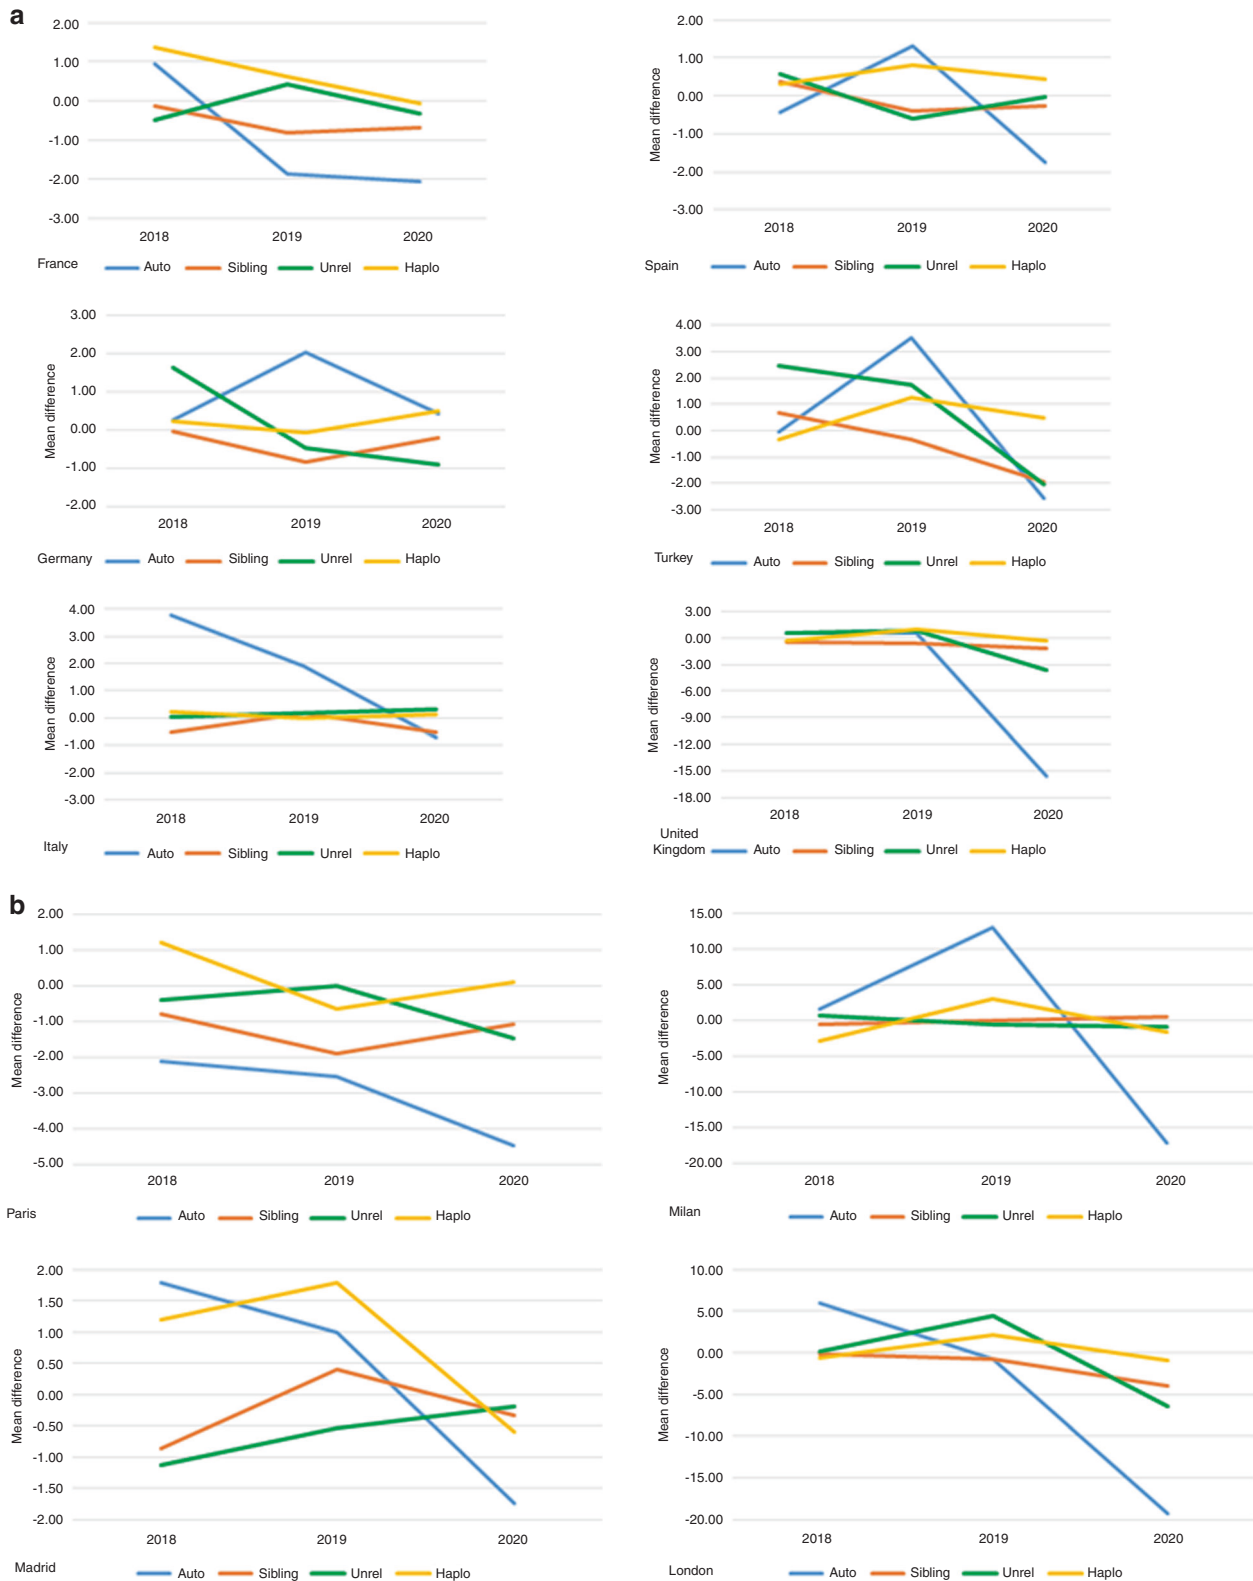 a
2.00
1.00
0.00
-1.00
-2.00
-3.00
2018 2019 2020
France Auto Sibling Unrel Haplo
Mean difference
2.00
1.00
0.00
-1.00
-2.00
-3.00
2018 2019 2020
Spain Auto Sibling Unrel Haplo
Mean difference
3.00
2.00
1.00
0.00
-1.00
-2.00
2018 2019 2020
Germany Auto Sibling Unrel Haplo
Mean difference
4.00
3.00
2.00
1.00
0.00
-1.00
-2.00
-3.00
2018 2019 2020
Turkey Auto Sibling Unrel Haplo
Mean difference
4.00
3.00
2.00
1.00
0.00
-1.00
-2.00
-3.00
2018 2019 2020
Italy Auto Sibling Unrel Haplo
Mean difference
3.00
0.00
-3.00
-6.00
-9.00
-12.00
-15.00
-18.00
2018 2019 2020
United
Kingdom Auto Sibling Unrel Haplo
b
Mean difference
2.00
1.00
0.00
-1.00
-2.00
-3.00
-4.00
-5.00
2018 2019 2020
Paris Auto Sibling Unrel Haplo
Mean difference
15.00
10.00
5.00
0.00
-5.00
-10.00
-15.00
-20.00
2018 2019 2020
Milan Auto Sibling Unrel Haplo
Mean difference
2.00
1.50
1.00
0.50
0.00
-0.50
-1.00
-1.50
-2.00
2018 2019 2020
Madrid Auto Sibling Unrel Haplo
Mean difference
10.00
5.00
0.00
-5.00
-10.00
-15.00
-20.00
2018 2019 2020
London Auto Sibling Unrel Haplo